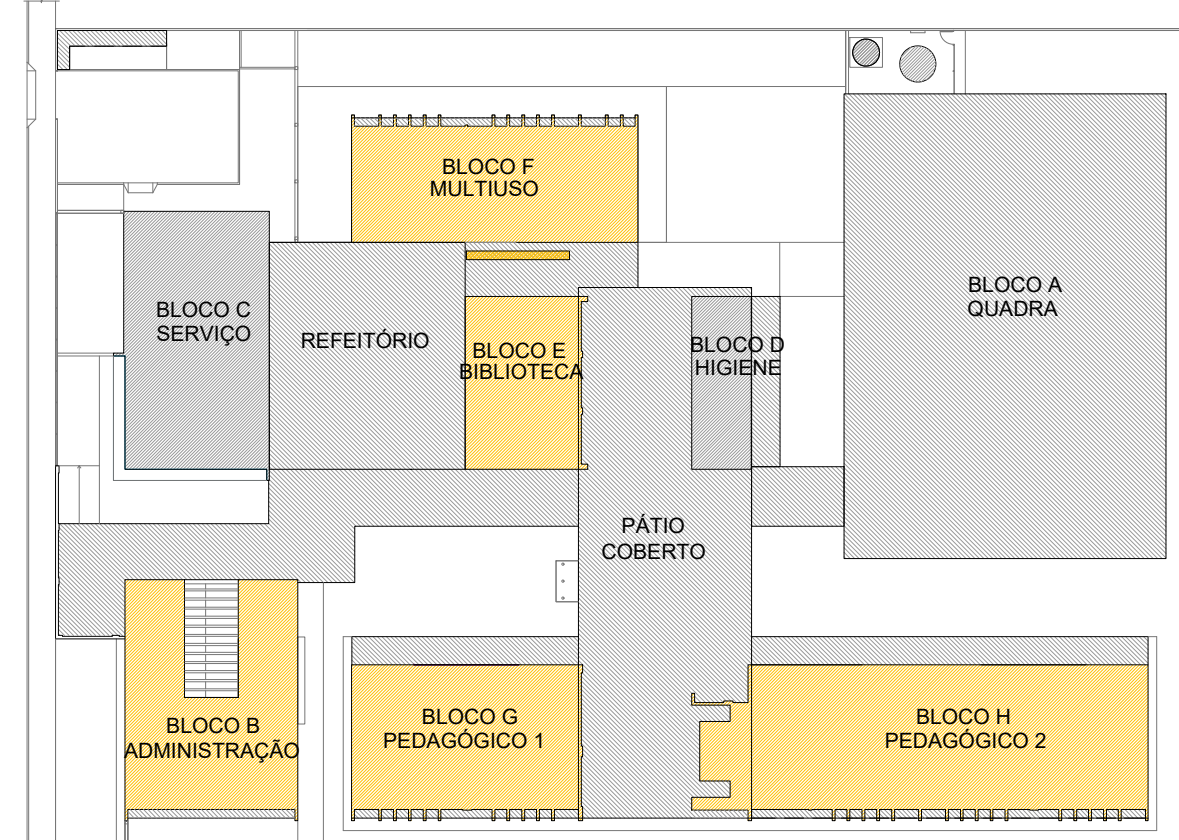 BLOCO F
MULTIUSO
BLOCO A
QUADRA
BLOCO C
SERVIÇO
REFEITÓRIO
BLOCO E
BIBLIOTECA
BLOCO D
HIGIENE
PÁTIO
COBERTO
BLOCO B
ADMINISTRAÇÃO
BLOCO G
PEDAGÓGICO 1
BLOCO H
PEDAGÓGICO 2